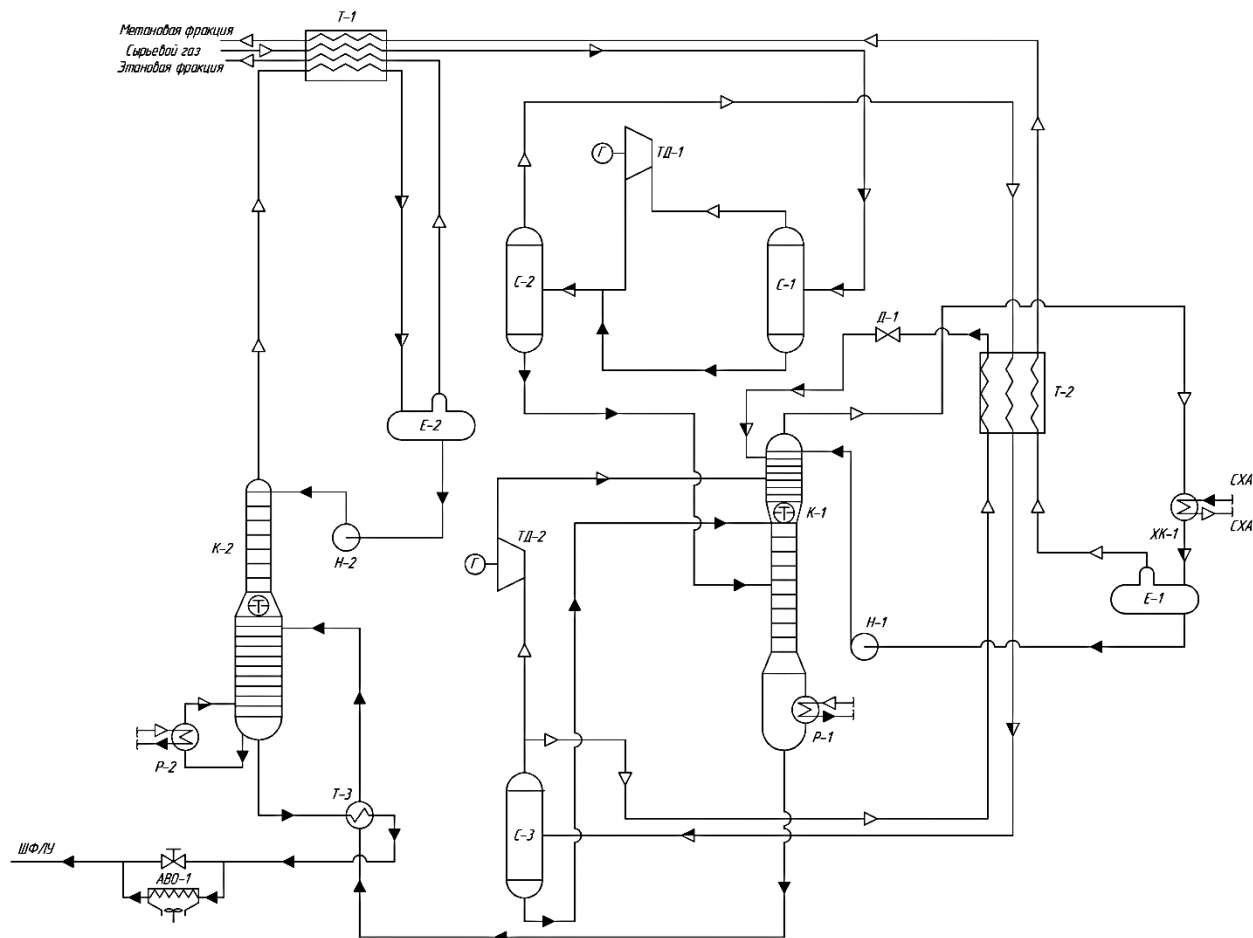 Т-1
Метановая фракция
Сырьевой газ
Этановая фракция
Г
ТД-1
С-2
С-1
Д-1
Т-2
Е-2
К-1
Т
СХА
СХА
ХК-1
К-2
Н-2
ТД-2
Г
Т
Е-1
Н-1
Р-1
Р-2
Т-3
С-3
ШФЛУ
АВО-1